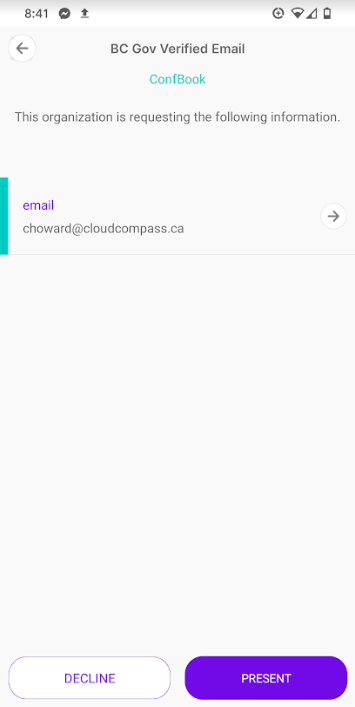 8:41
BC Gov Verified Email
ConfBook
This organization is requesting the following information.
email
choward@cloudcompass.ca
DECLINE
PRESENT